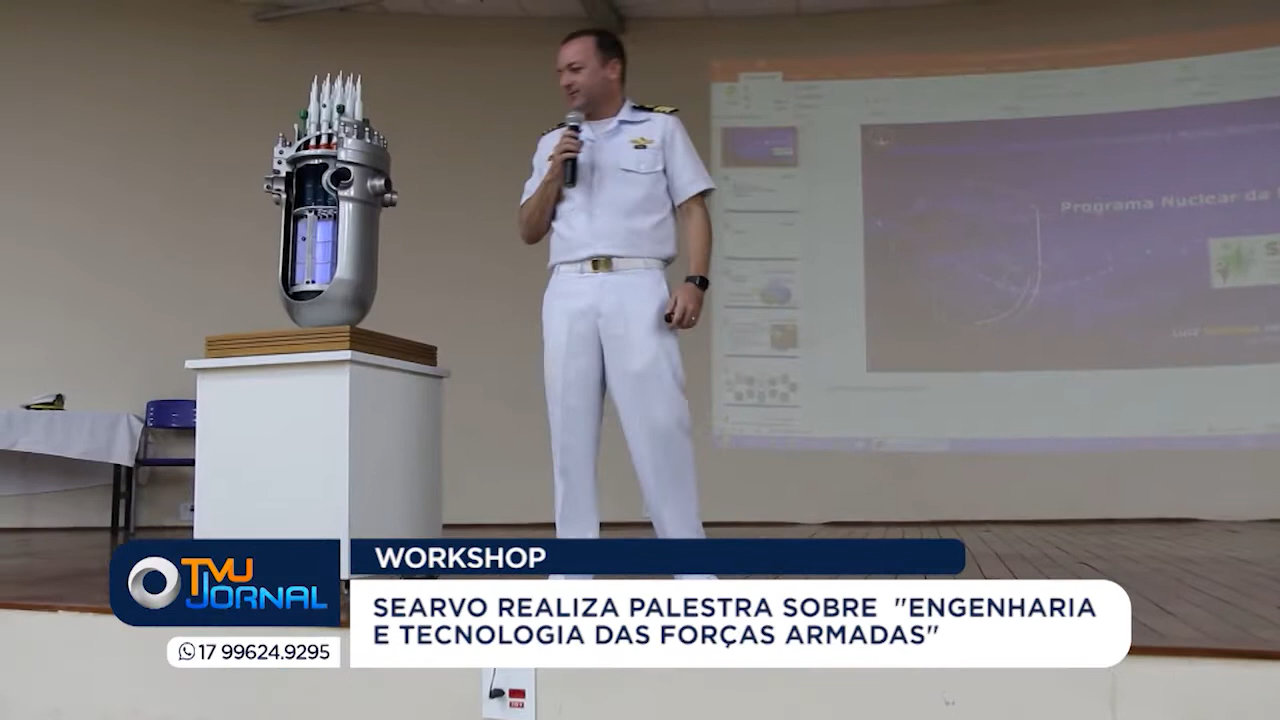 Programa Nuclear da
WORKSHOP
TVU
JORNAL
SEARVO REALIZA PALESTRA SOBRE "ENGENHARIA
E TECNOLOGIA DAS FORÇAS ARMADAS"
17 99624.9295